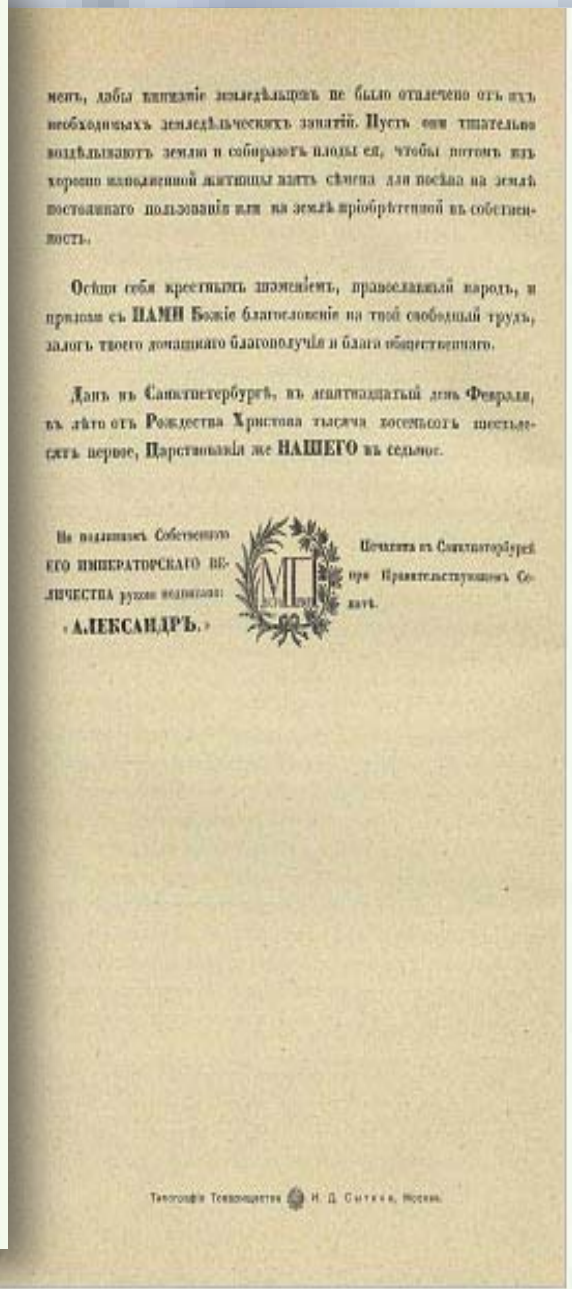 менъ, дабы вниманіе земледѣльцевъ не было отвлечено отъ ихъ
необходимыхъ земледѣльческихъ занятій. Пусть они тщательно
воздѣлываютъ землю и собираютъ плоды ея, чтобы потомъ изъ
хорошо наполненной житницы взять сѣмена для посѣва на землѣ
постояннаго пользованія или на землѣ пріобрѣтенной въ собствен-
ность.
Осѣни себя крестнымъ знаменіемъ, православный народъ, и
призови съ НАМИ Божіе благословеніе на твой свободный трудъ,
залогъ твоего домашняго благополучія и блага общественнаго.
Данъ въ Санктпетербургѣ, въ девятнадцатый день Февраля,
въ лѣто отъ Рождества Христова тысяча восемьсотъ шестьде-
сятъ первое, Царствованія же НАШЕГО въ седьмое.
На подлинномъ Собственною
ЕГО ИМПЕРАТОРСКАГО ВЕ-
ЛИЧЕСТВА рукою подписано:
«АЛЕКСАНДРЪ.»
МП
Печатана въ Санктпетербургѣ
при Правительствующемъ Се-
натѣ.
Типографія Товарищества И. Д. Сытина, Москва.